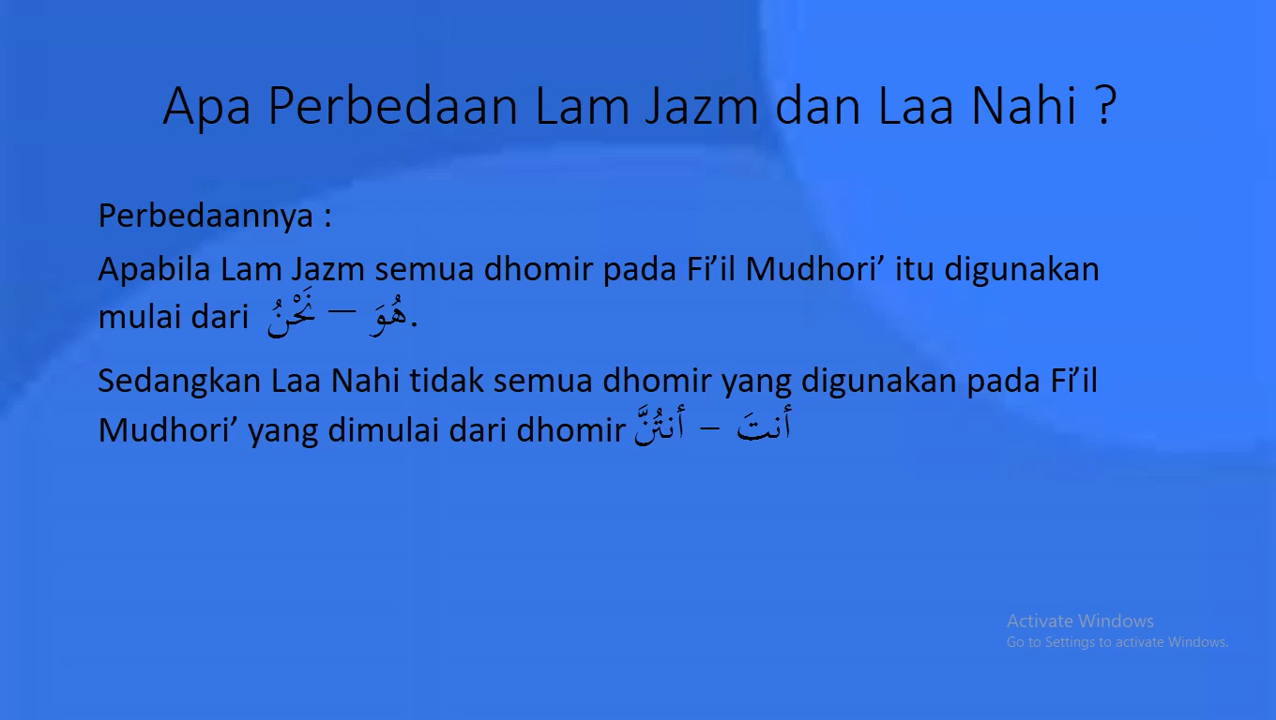 Apa Perbedaan Lam Jazm dan Laa Nahi ?
Perbedaannya :
Apabila Lam Jazm semua dhomir pada Fi’il Mudhori’ itu digunakan
mulai dari هُوَ – نَحْنُ.
Sedangkan Laa Nahi tidak semua dhomir yang digunakan pada Fi’il
Mudhori’ yang dimulai dari dhomir أنتَ – أنتُنَّ
Activate Windows
Go to Settings to activate Windows.